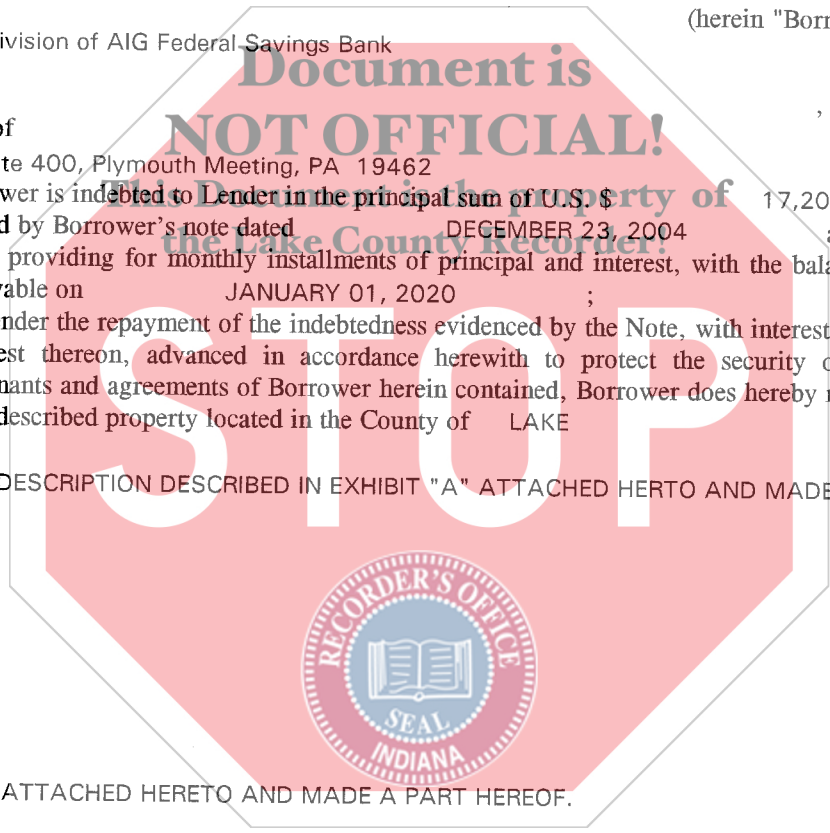 (herein "Borr
ivision of AIG Federal Savings Bank
Document is
of
NOT OFFICIAL!
te 400, Plymouth Meeting, PA 19462
wer is indebted to Lender in the principal sum of U.S. $ 17,20
This Document is the property of
d by Borrower's note dated DECEMBER 23, 2004
the Lake County Recorder!
providing for monthly installments of principal and interest, with the bala
able on JANUARY 01, 2020 ;
nder the repayment of the indebtedness evidenced by the Note, with interest
est thereon, advanced in accordance herewith to protect the security o
nants and agreements of Borrower herein contained, Borrower does hereby
described property located in the County of LAKE
STOP
DESCRIPTION DESCRIBED IN EXHIBIT "A" ATTACHED HERTO AND MADE
RECORDER'S OFFICE
SEAL
INDIANA
ATTACHED HERETO AND MADE A PART HEREOF.